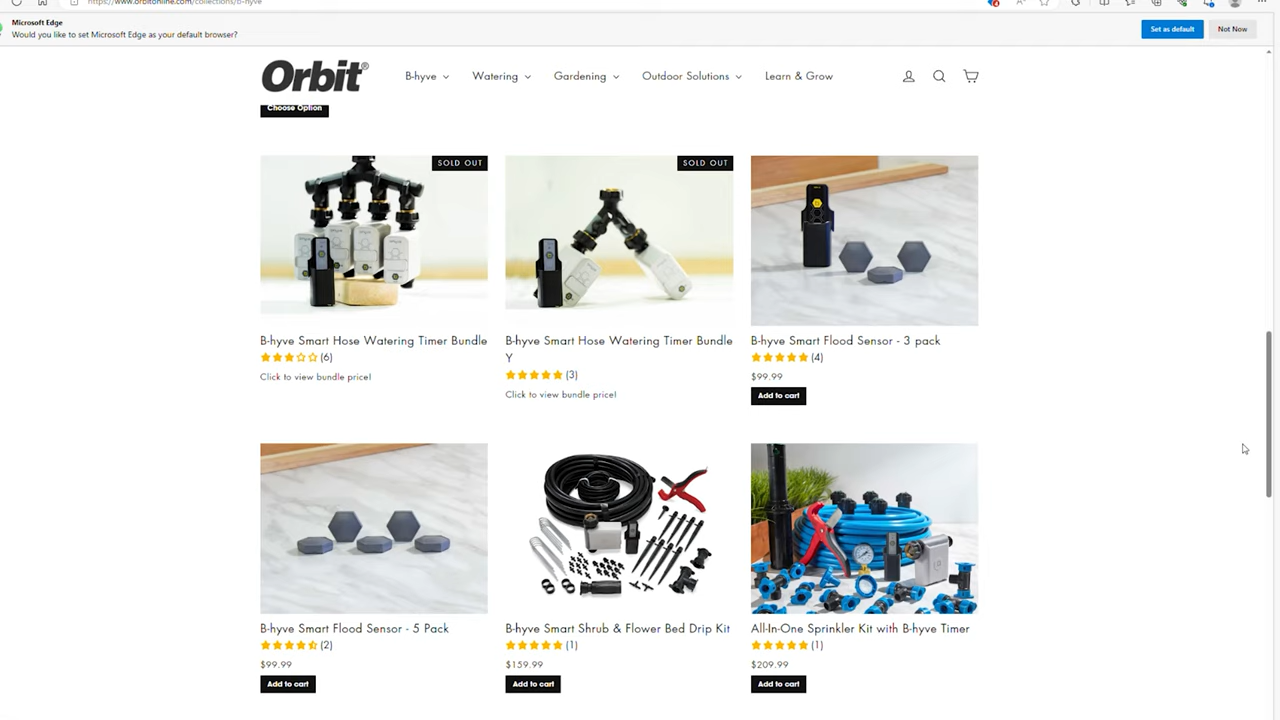 https://www.orbitonline.com/collections/b-hyve
Microsoft Edge
Would you like to set Microsoft Edge as your default browser?
Set as default
Not Now
Orbit®
B-hyve
Watering
Gardening
Outdoor Solutions
Learn & Grow
Choose Option
SOLD OUT
SOLD OUT
B-hyve Smart Hose Watering Timer Bundle
(6)
Click to view bundle price!
B-hyve Smart Hose Watering Timer Bundle
Y
(3)
Click to view bundle price!
B-hyve Smart Flood Sensor - 3 pack
(4)
$99.99
Add to cart
B-hyve Smart Flood Sensor - 5 Pack
(2)
$99.99
Add to cart
B-hyve Smart Shrub & Flower Bed Drip Kit
(1)
$159.99
Add to cart
All-In-One Sprinkler Kit with B-hyve Timer
(1)
$209.99
Add to cart